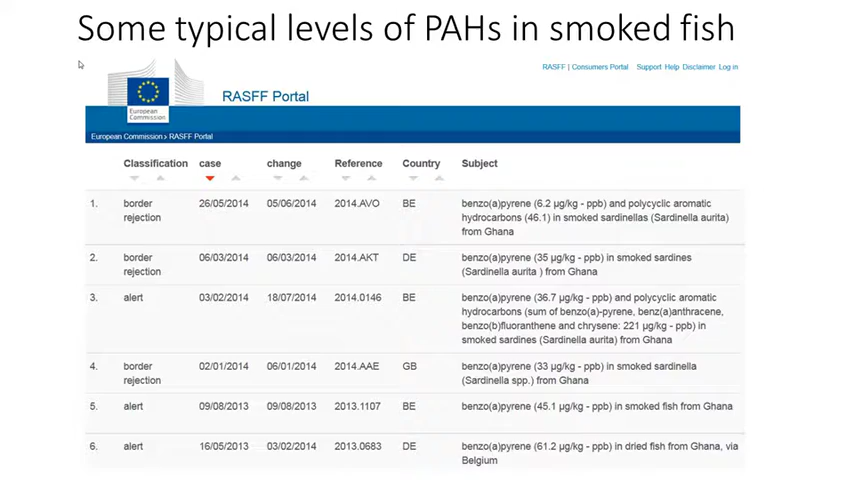 Some typical levels of PAHs in smoked fish
RASFF | Consumers Portal Support Help Disclaimer Log in
RASFF Portal
European
Commission
European Commission > RASFF Portal
Classification case change Reference Country Subject
1. border rejection 26/05/2014 05/06/2014 2014.AVO BE benzo(a)pyrene (6.2 µg/kg - ppb) and polycyclic aromatic
hydrocarbons (46.1) in smoked sardinellas (Sardinella aurita)
from Ghana
2. border rejection 06/03/2014 06/03/2014 2014.AKT DE benzo(a)pyrene (35 µg/kg - ppb) in smoked sardines
(Sardinella aurita ) from Ghana
3. alert 03/02/2014 18/07/2014 2014.0146 BE benzo(a)pyrene (36.7 µg/kg - ppb) and polycyclic aromatic
hydrocarbons (sum of benzo(a)-pyrene, benz(a)anthracene,
benzo(b)fluoranthene and chrysene: 221 µg/kg - ppb) in
smoked sardines (Sardinella aurita) from Ghana
4. border rejection 02/01/2014 06/01/2014 2014.AAE GB benzo(a)pyrene (33 µg/kg - ppb) in smoked sardinella
(Sardinella spp.) from Ghana
5. alert 09/08/2013 09/08/2013 2013.1107 BE benzo(a)pyrene (45.1 µg/kg - ppb) in smoked fish from Ghana
6. alert 16/05/2013 03/02/2014 2013.0683 DE benzo(a)pyrene (61.2 µg/kg - ppb) in dried fish from Ghana, via
Belgium